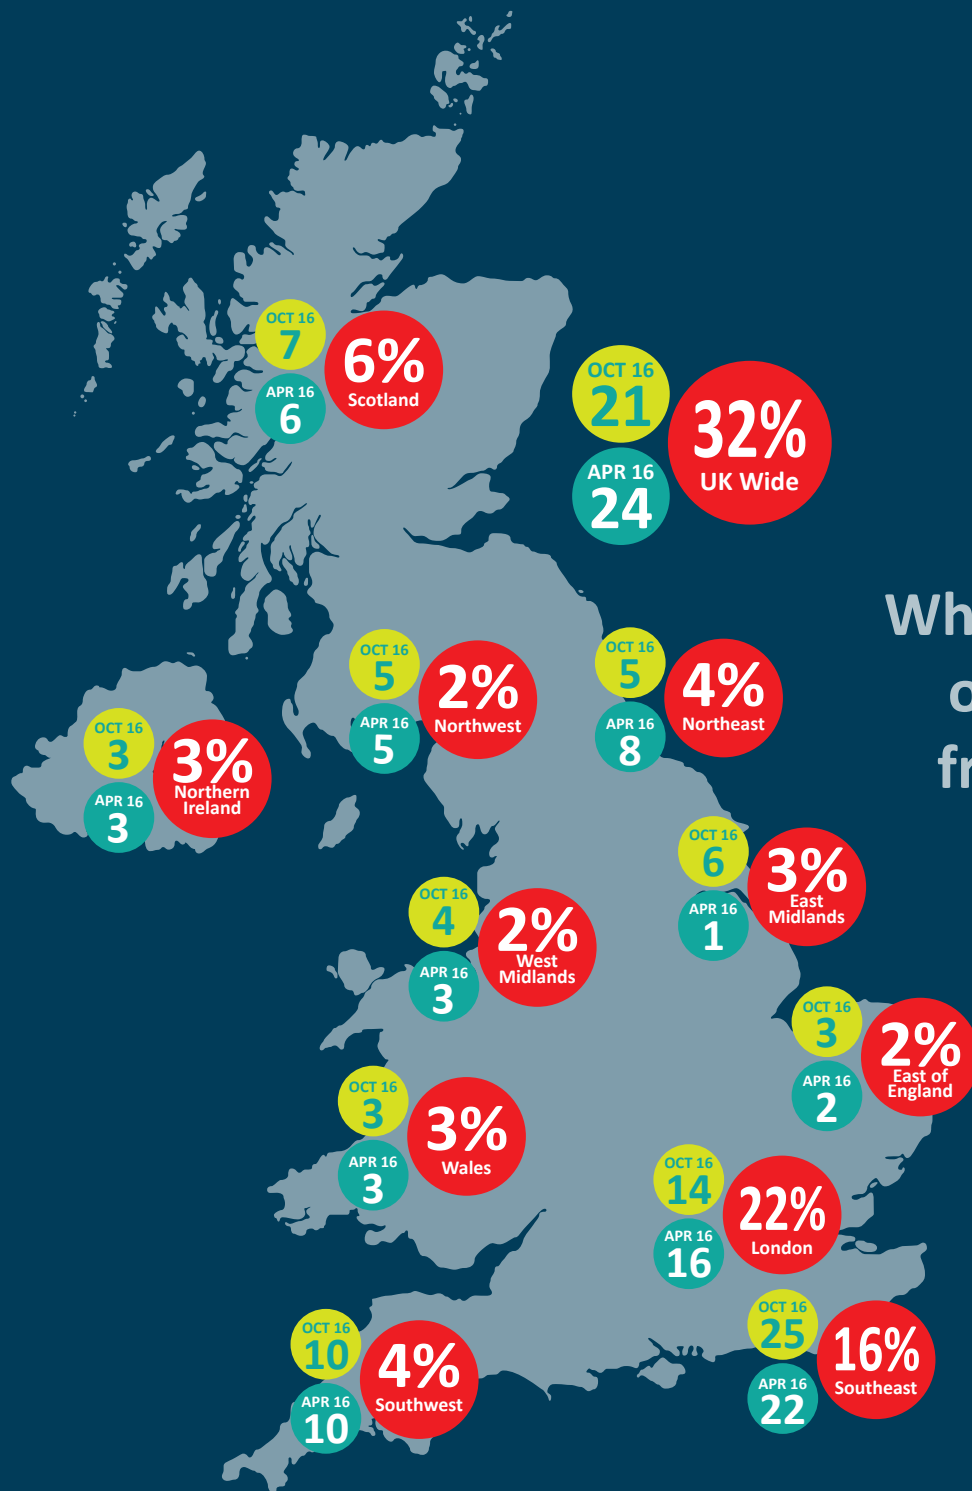 OCT 16
7
APR 16
6
6%
Scotland
OCT 16
21
APR 16
24
32%
UK Wide
OCT 16
5
APR 16
5
2%
Northwest
OCT 16
5
APR 16
8
4%
Northeast
OCT 16
3
APR 16
3
3%
Northern
Ireland
OCT 16
6
APR 16
1
3%
East
Midlands
OCT 16
4
APR 16
3
2%
West
Midlands
OCT 16
3
APR 16
2
2%
East of
England
OCT 16
3
APR 16
3
3%
Wales
OCT 16
14
APR 16
16
22%
London
OCT 16
25
APR 16
22
16%
Southeast
OCT 16
10
APR 16
10
4%
Southwest